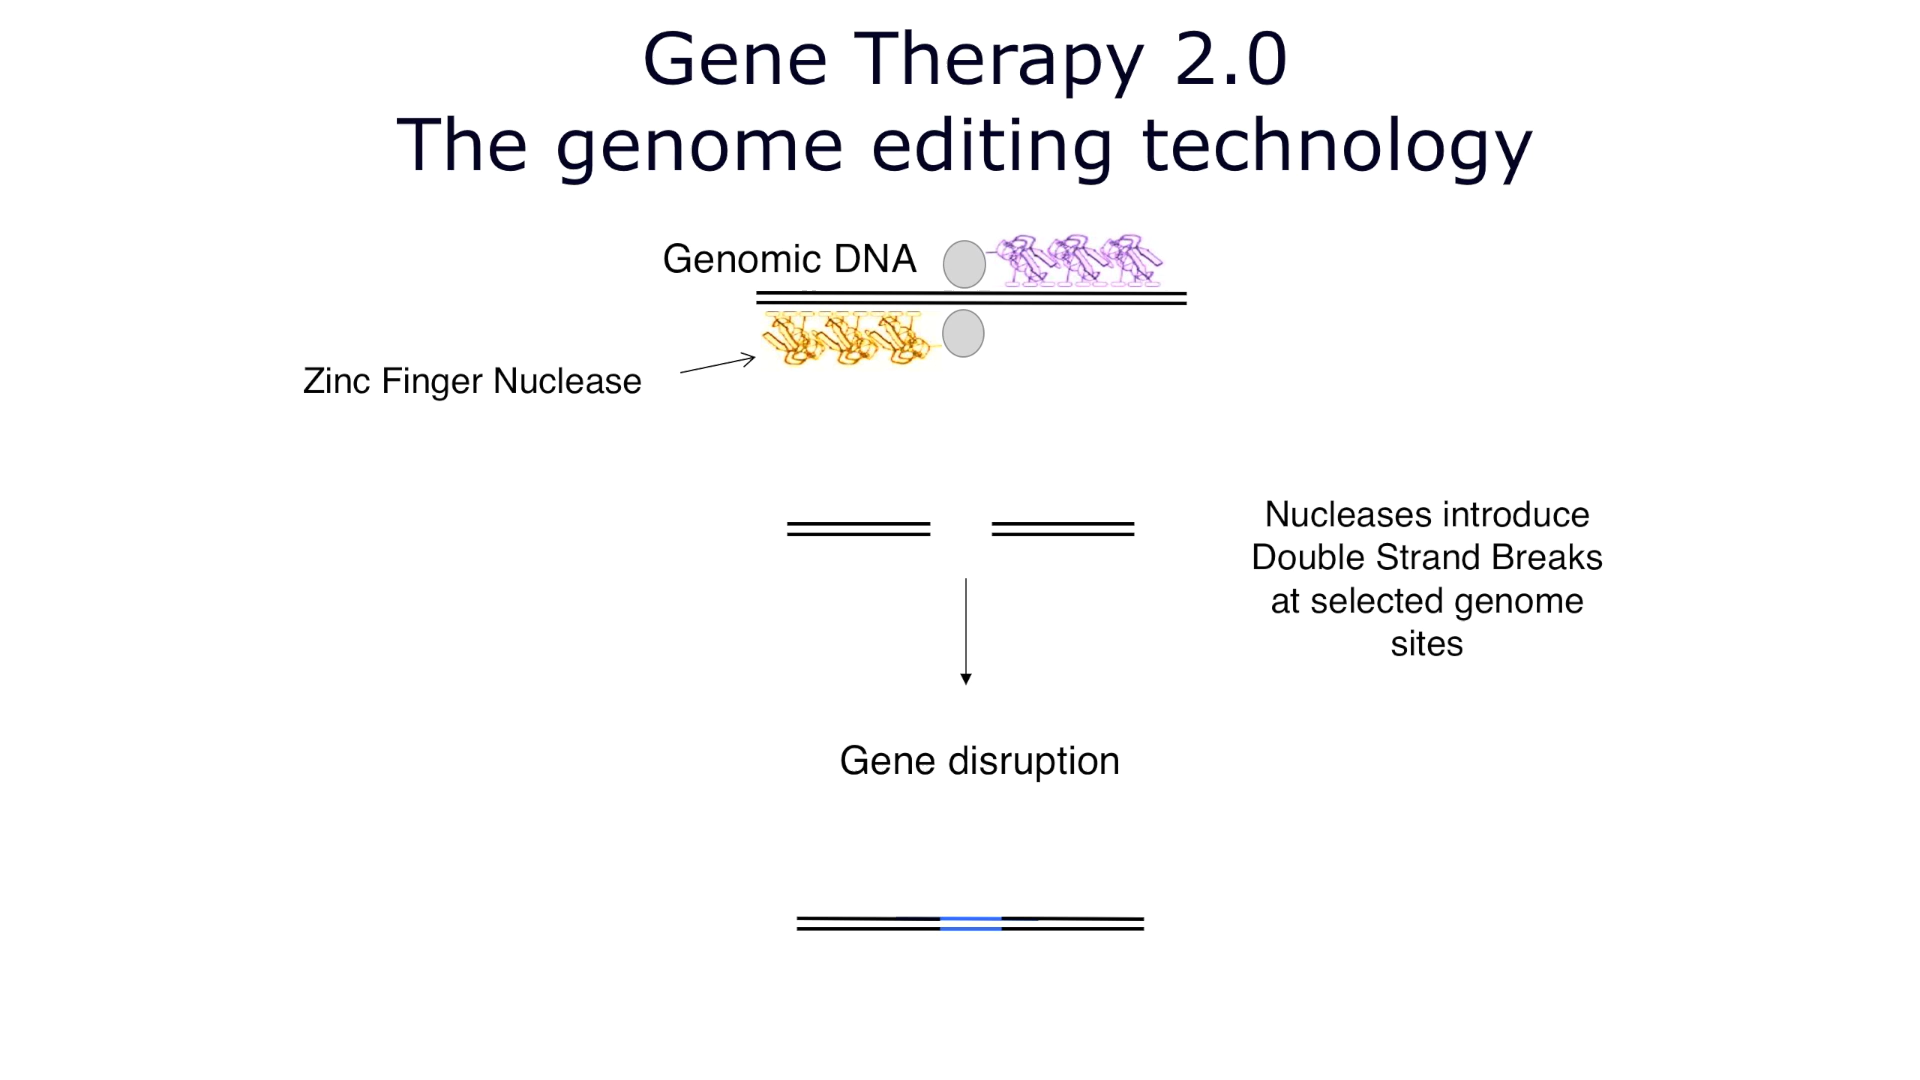 Gene Therapy 2.0
The genome editing technology
Genomic DNA
Zinc Finger Nuclease
Nucleases introduce
Double Strand Breaks
at selected genome
sites
Gene disruption